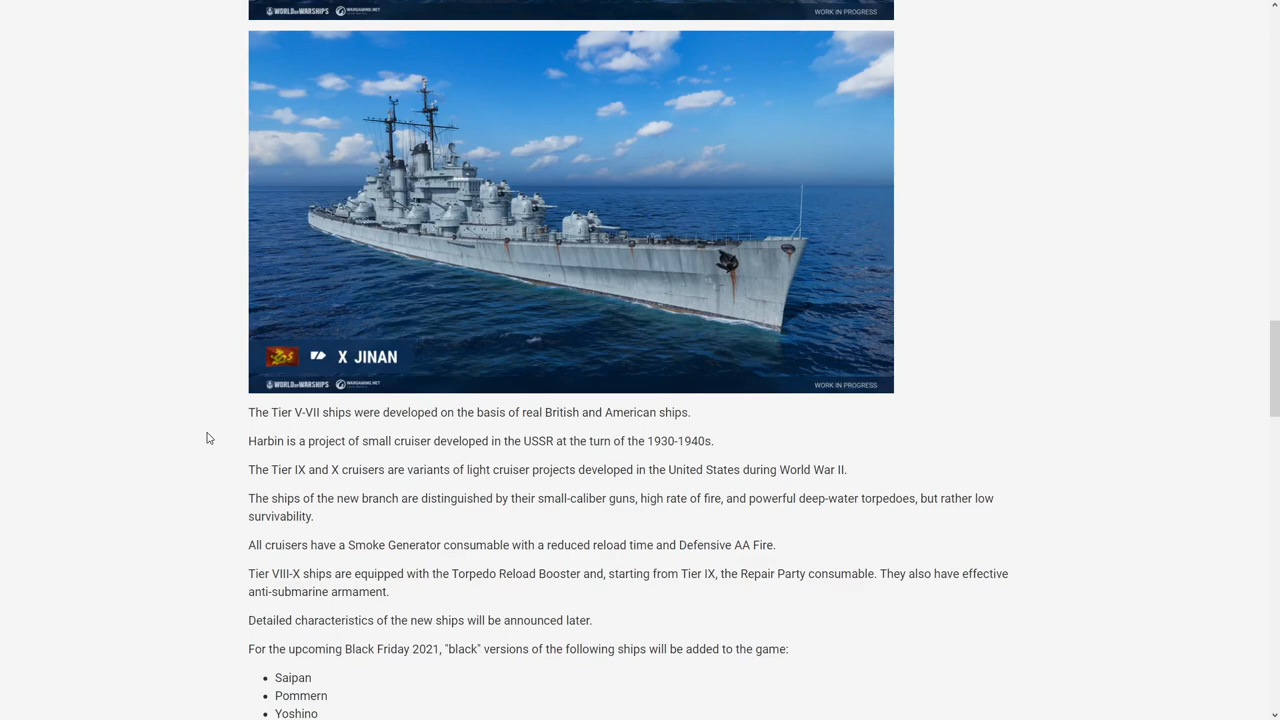 WORLD OF WARSHIPS WARGAMING.NET WORK IN PROGRESS
X JINAN
WORLD OF WARSHIPS WARGAMING.NET WORK IN PROGRESS
The Tier V-VII ships were developed on the basis of real British and American ships.
Harbin is a project of small cruiser developed in the USSR at the turn of the 1930-1940s.
The Tier IX and X cruisers are variants of light cruiser projects developed in the United States during World War II.
The ships of the new branch are distinguished by their small-caliber guns, high rate of fire, and powerful deep-water torpedoes, but rather low
survivability.
All cruisers have a Smoke Generator consumable with a reduced reload time and Defensive AA Fire.
Tier VIII-X ships are equipped with the Torpedo Reload Booster and, starting from Tier IX, the Repair Party consumable. They also have effective
anti-submarine armament.
Detailed characteristics of the new ships will be announced later.
For the upcoming Black Friday 2021, "black" versions of the following ships will be added to the game:
• Saipan
• Pommern
• Yoshino